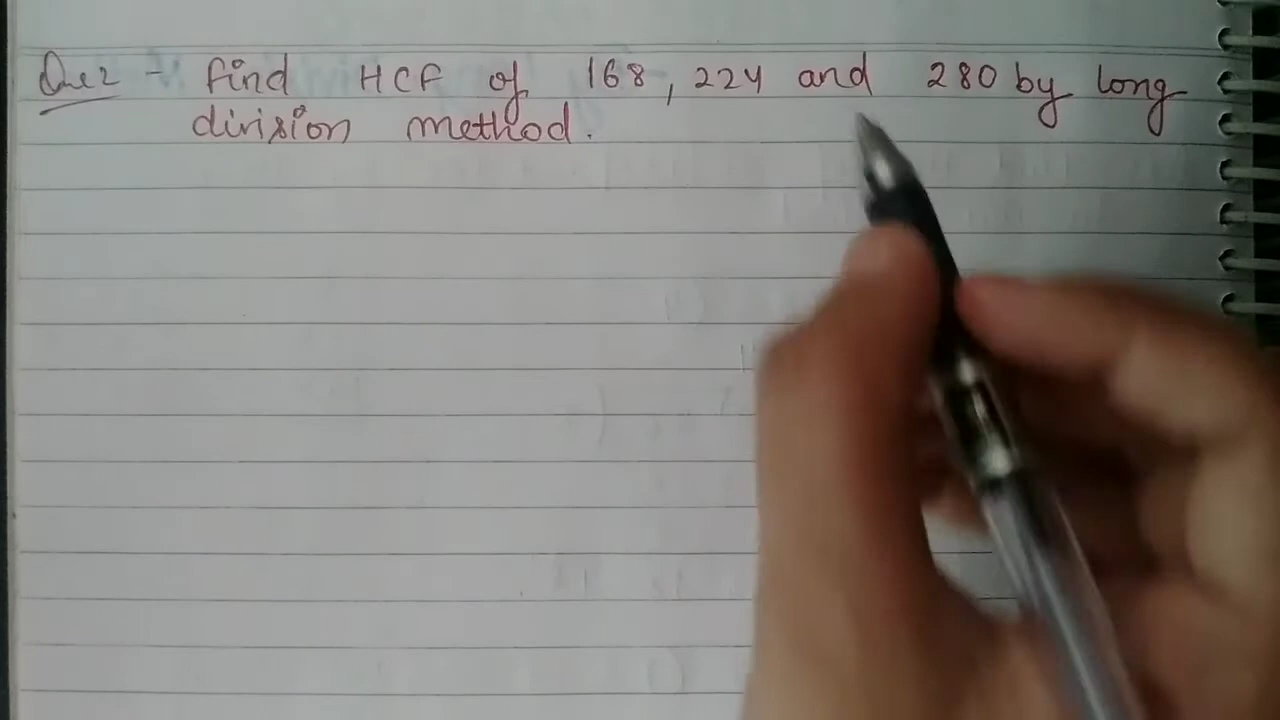 Que2 - find HCF of 168, 224 and 280 by long
division method.